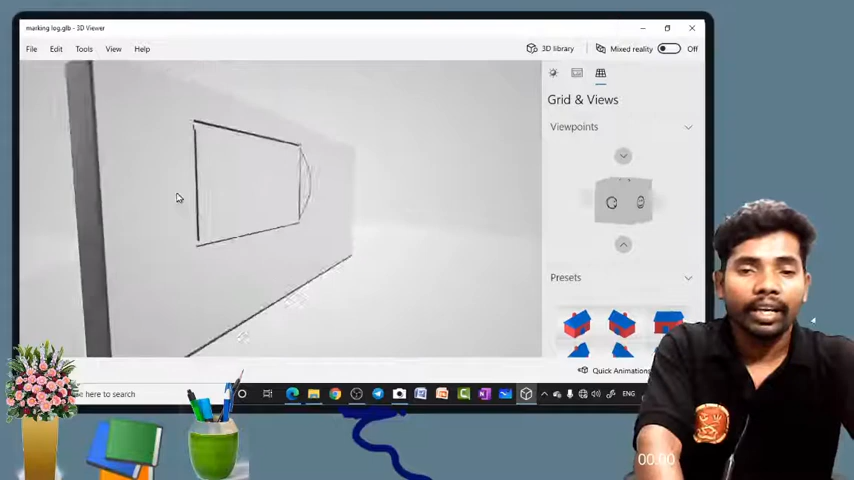 marking log.glb - 3D Viewer
File Edit Tools View Help
3D library
Mixed reality
Off
Grid & Views
Viewpoints
Presets
Quick Animations
here to search
ENG
00:00